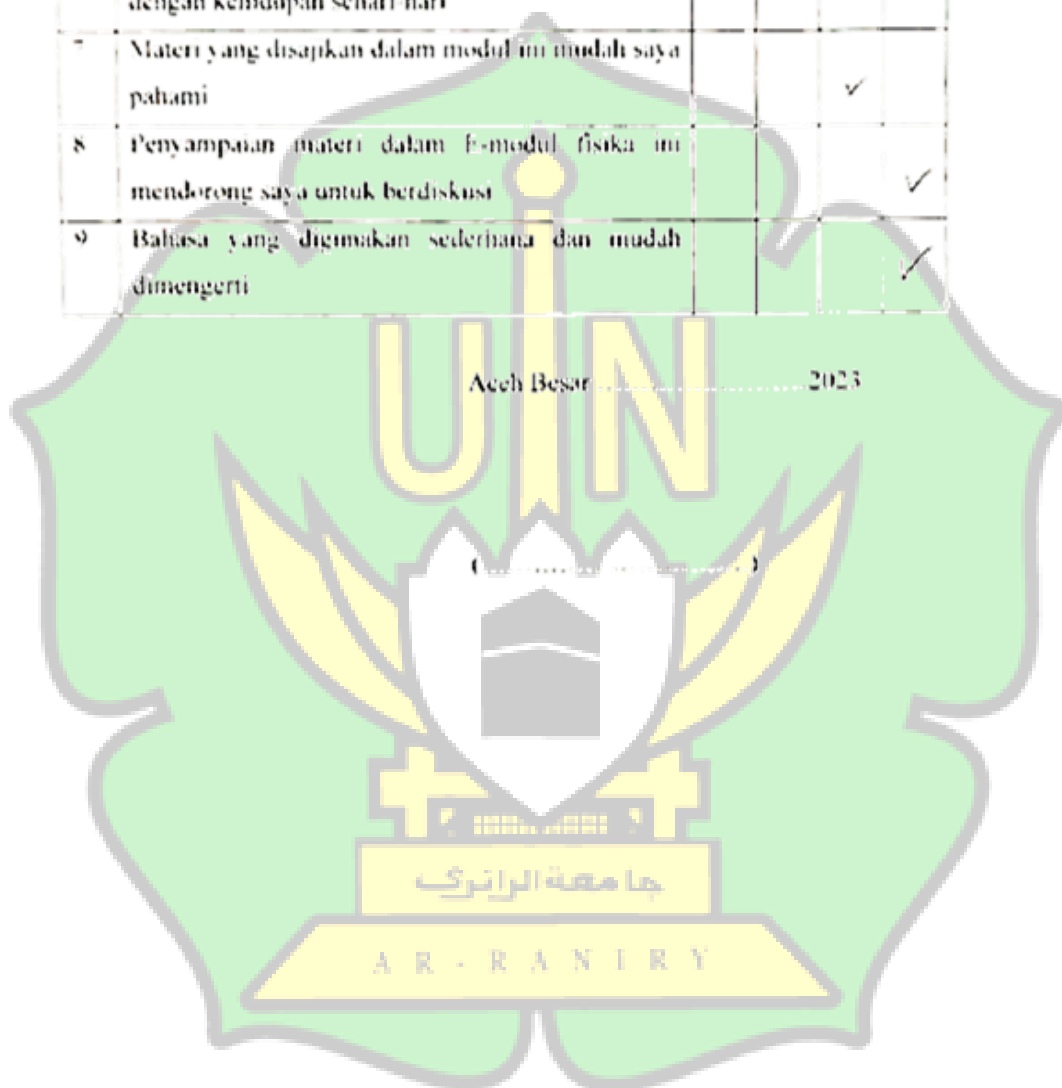 dengan kehidupan sehari-hari
7 Materi yang disajikan dalam modul ini mudah saya
pahami ✓
8 Penyampaian materi dalam E-modul fisika ini
mendorong saya untuk berdiskusi ✓
9 Bahasa yang digunakan sederhana dan mudah
dimengerti ✓
Aceh Besar ........................... 2023
(....................................)
UIN
جامعة الرانري
AR-RANIRY